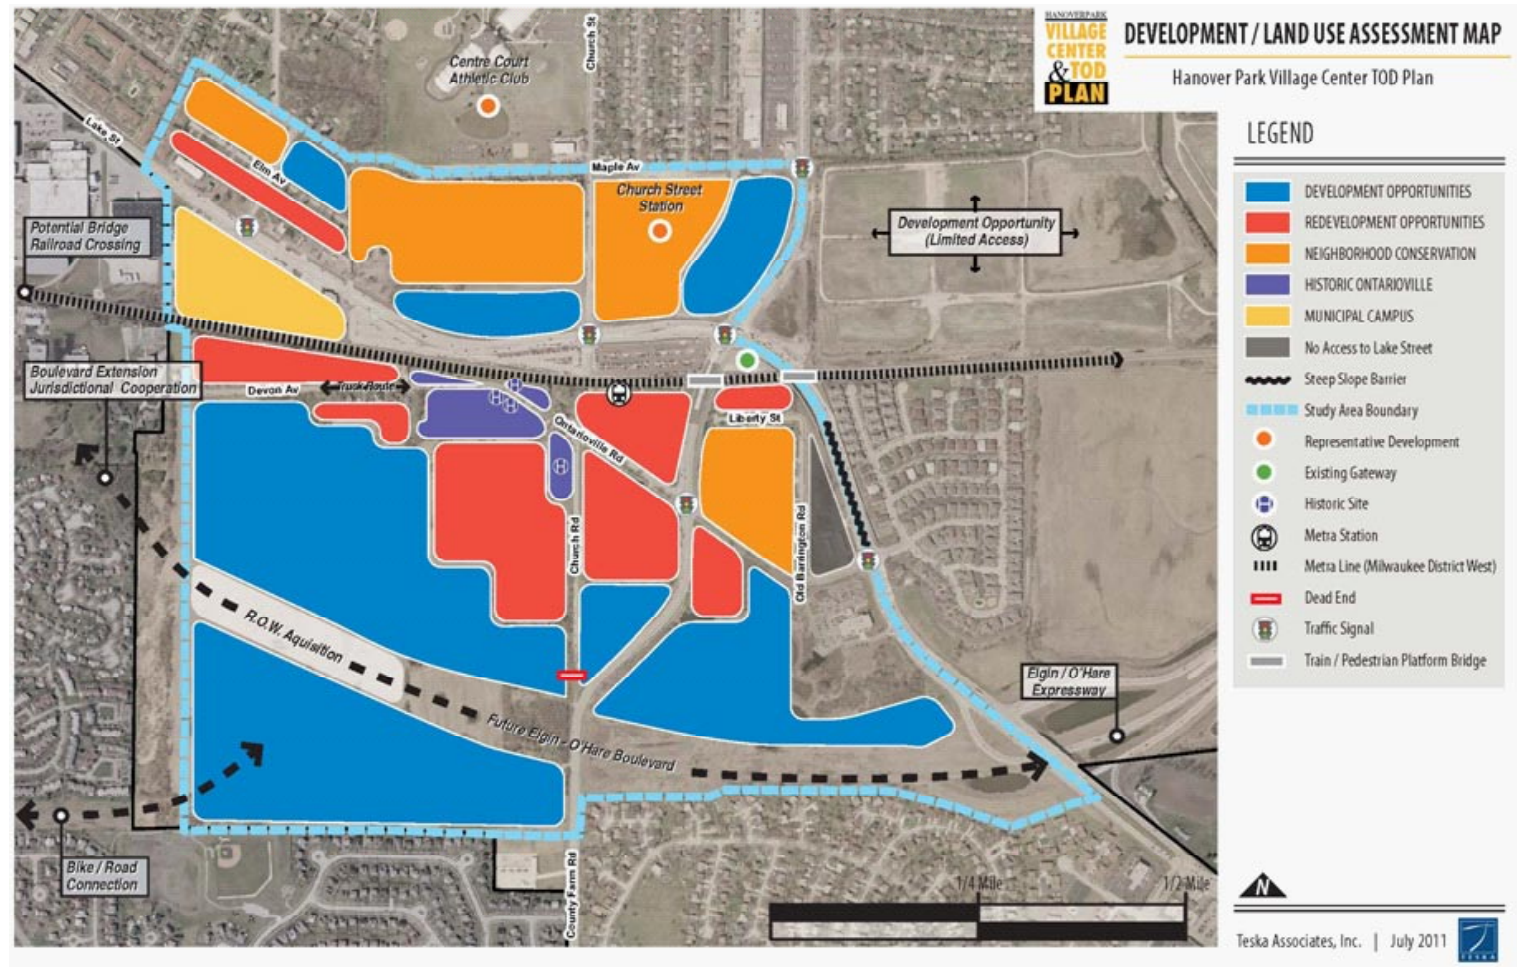 HANOVERPARK
VILLAGE
CENTER
& TOD
PLAN
DEVELOPMENT / LAND USE ASSESSMENT MAP
Hanover Park Village Center TOD Plan
LEGEND
DEVELOPMENT OPPORTUNITIES
REDEVELOPMENT OPPORTUNITIES
NEIGHBORHOOD CONSERVATION
HISTORIC ONTARIOVILLE
MUNICIPAL CAMPUS
No Access to Lake Street
Steep Slope Barrier
Study Area Boundary
Representative Development
Existing Gateway
H
Historic Site
Metra Station
Metra Line (Milwaukee District West)
Dead End
Traffic Signal
Train / Pedestrian Platform Bridge
N
Teska Associates, Inc. | July 2011
TESKA
Church St
Centre Court
Athletic Club
Lake St
Elm Av
Maple Av
Church Street
Station
Development Opportunity
(Limited Access)
Potential Bridge
Railroad Crossing
Boulevard Extension
Jurisdictional Cooperation
Devon Av
Truck Route
H
H
H
H
Ontarioville Rd
Liberty St
Church Rd
Old Barrington Rd
R.O.W. Aquisition
Future Elgin - O'Hare Boulevard
Elgin / O'Hare
Expressway
Bike / Road
Connection
County Farm Rd
1/4 Mile
1/2 Mile